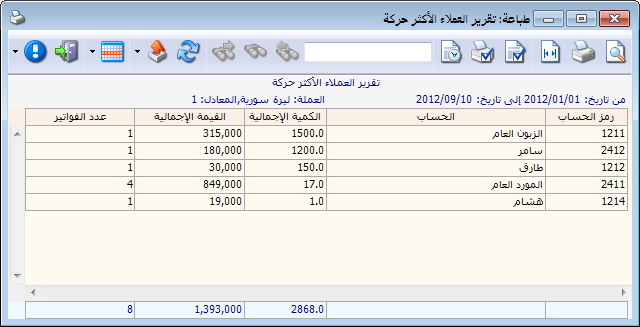 طباعة: تقرير العملاء الأكثر حركة
تقرير العملاء الأكثر حركة
من تاريخ: 2012/01/01 إلى تاريخ: 2012/09/10 العملة: ليرة سورية,المعادل: 1
رمز الحساب الحساب الكمية الإجمالية القيمة الإجمالية عدد الفواتير
1211 الزبون العام 1500.0 315,000 1
2412 سامر 1200.0 180,000 1
1212 طارق 150.0 30,000 1
2411 المورد العام 17.0 849,000 4
1214 هشام 1.0 19,000 1
2868.0 1,393,000 8